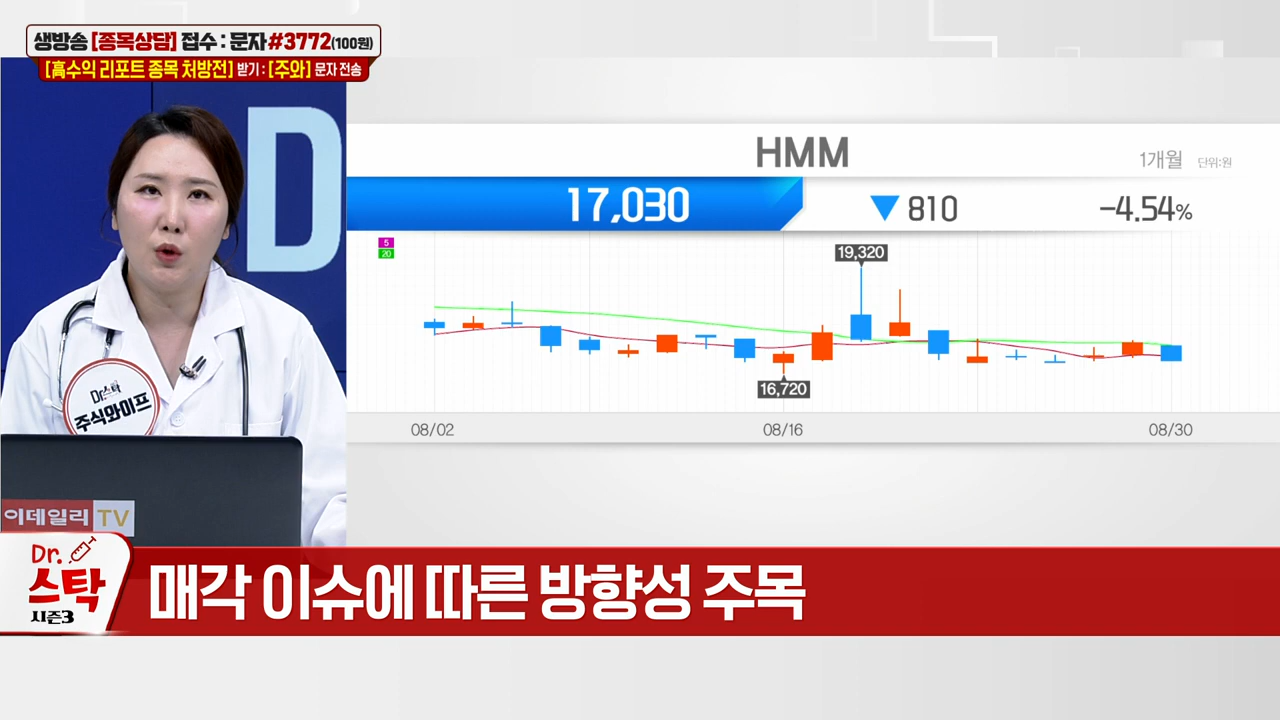 생방송 [종목상담] 접수 : 문자#3772(100원)
[高수익 리포트 종목 처방전] 받기 : [주와] 문자 전송
D
HMM
1개월 단위:원
17,030 ▼810 -4.54%
5
20
19,320
16,720
08/02 08/16 08/30
Dr.스탁
주식와이프
이데일리 TV
Dr.
스탁
시즌3
매각 이슈에 따른 방향성 주목